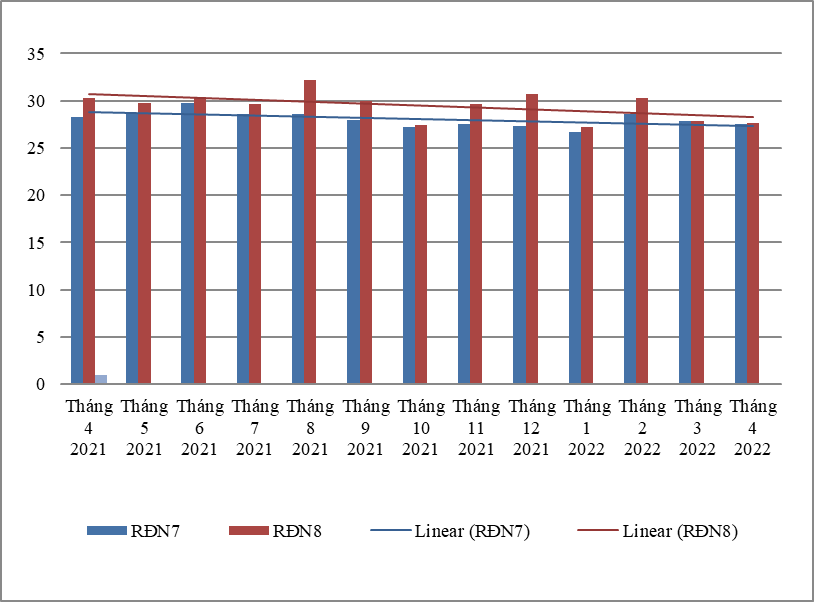 35
30
25
20
15
10
5
0
Tháng Tháng Tháng Tháng Tháng Tháng Tháng Tháng Tháng Tháng Tháng Tháng Tháng
4 5 6 7 8 9 10 11 12 1 2 3 4
2021 2021 2021 2021 2021 2021 2021 2021 2021 2022 2022 2022 2022
RĐN7 RĐN8 Linear (RĐN7) Linear (RĐN8)